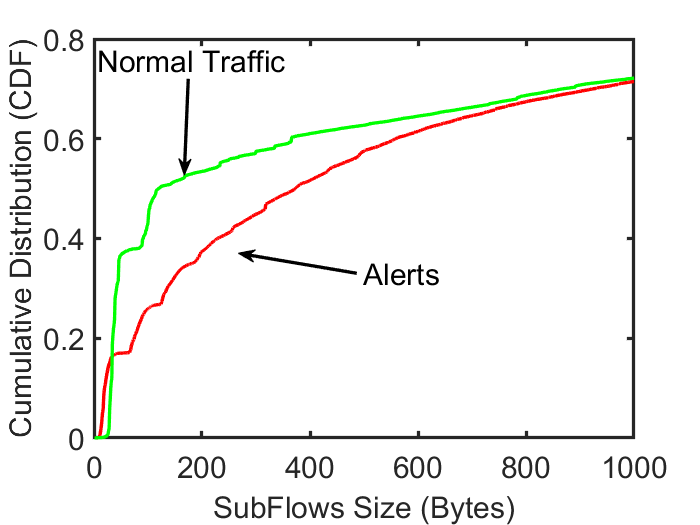 0.8
Normal Traffic
0.6
0.4
Alerts
0.2
0
0
200
400
600
800
1000
SubFlows Size (Bytes)
Cumulative Distribution (CDF)